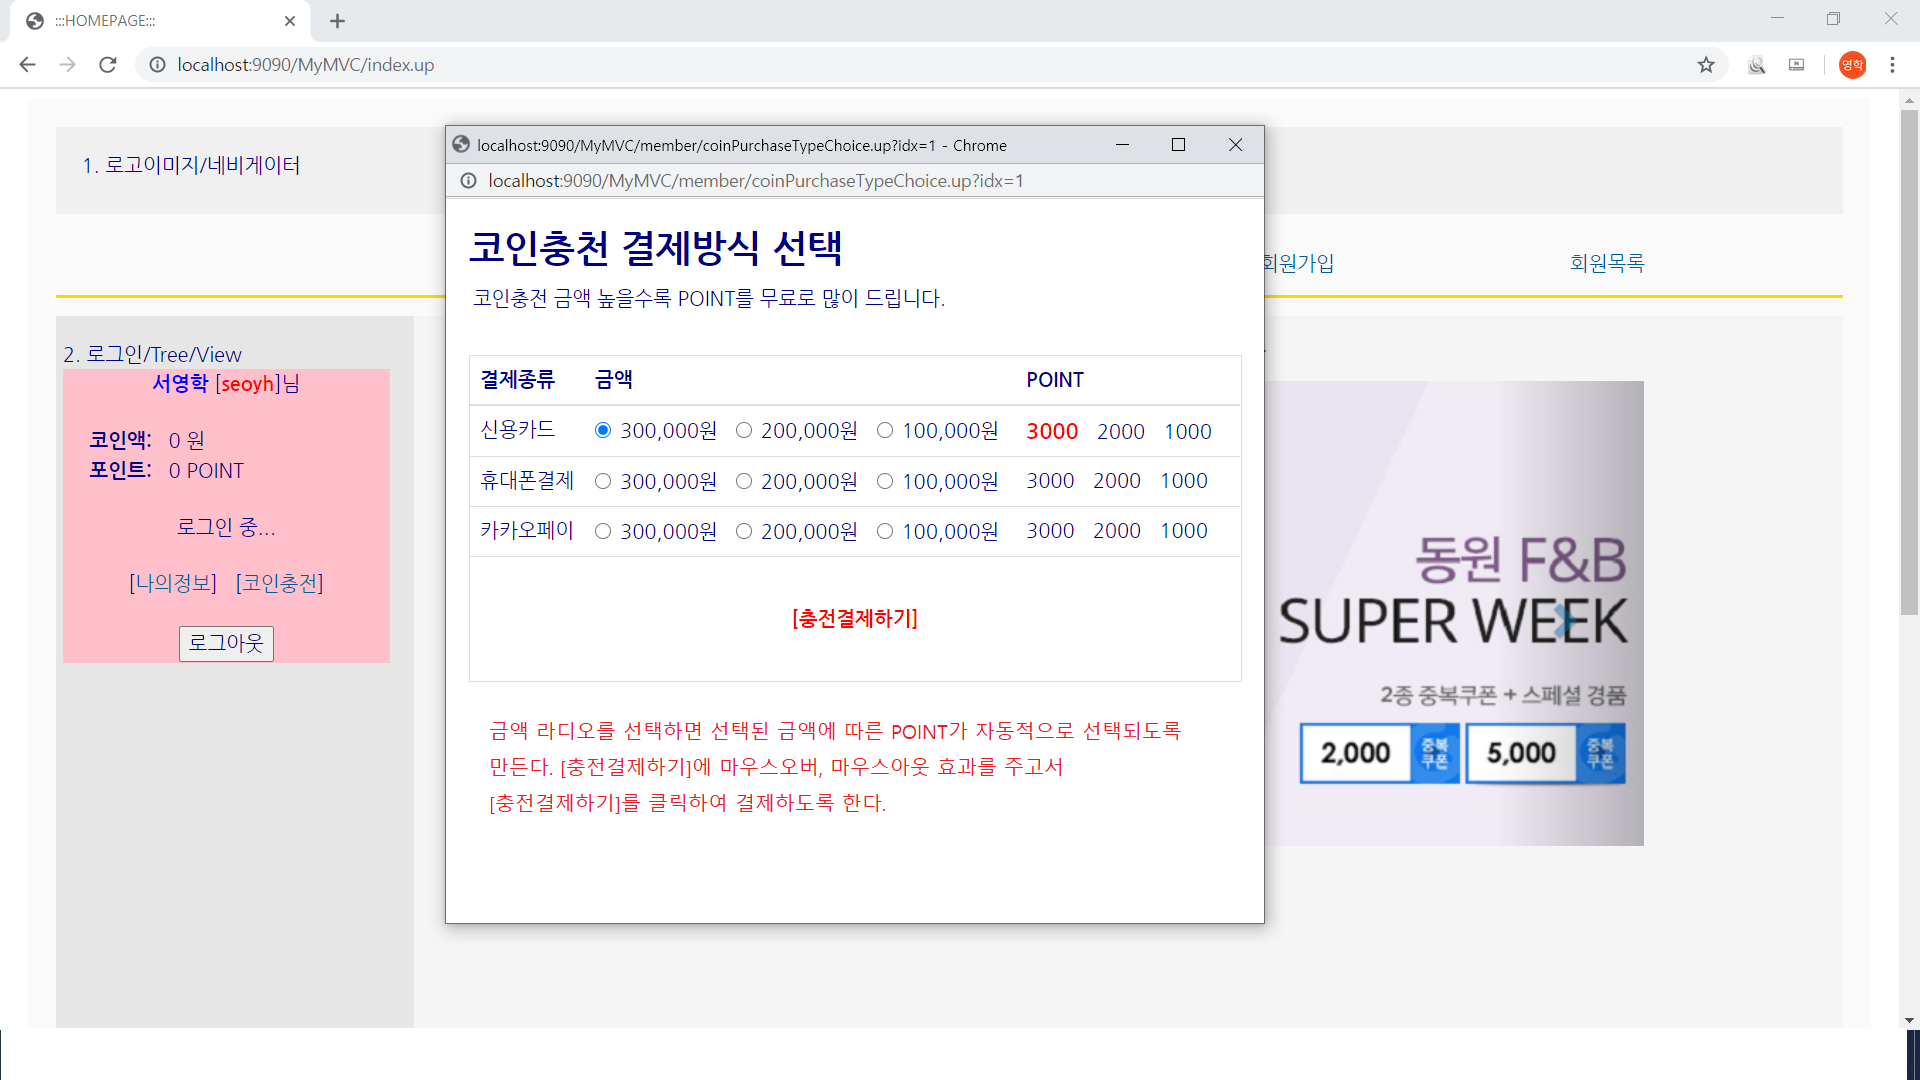 :::HOMEPAGE:::
localhost:9090/MyMVC/index.up
영학
1. 로고이미지/네비게이터
회원가입 회원목록
2. 로그인/Tree/View
서영학 [seoyh]님
코인액: 0 원
포인트: 0 POINT
로그인 중...
[나의정보] [코인충전]
로그아웃
localhost:9090/MyMVC/member/coinPurchaseTypeChoice.up?idx=1 - Chrome
localhost:9090/MyMVC/member/coinPurchaseTypeChoice.up?idx=1
코인충천 결제방식 선택
코인충전 금액 높을수록 POINT를 무료로 많이 드립니다.
결제종류 금액 POINT
신용카드 300,000원 200,000원 100,000원 3000 2000 1000
휴대폰결제 300,000원 200,000원 100,000원 3000 2000 1000
카카오페이 300,000원 200,000원 100,000원 3000 2000 1000
[충전결제하기]
금액 라디오를 선택하면 선택된 금액에 따른 POINT가 자동적으로 선택되도록
만든다. [충전결제하기]에 마우스오버, 마우스아웃 효과를 주고서
[충전결제하기]를 클릭하여 결제하도록 한다.
동원 F&B
SUPER WEEK
2종 중복쿠폰 + 스페셜 경품
2,000 중복쿠폰 5,000 중복쿠폰